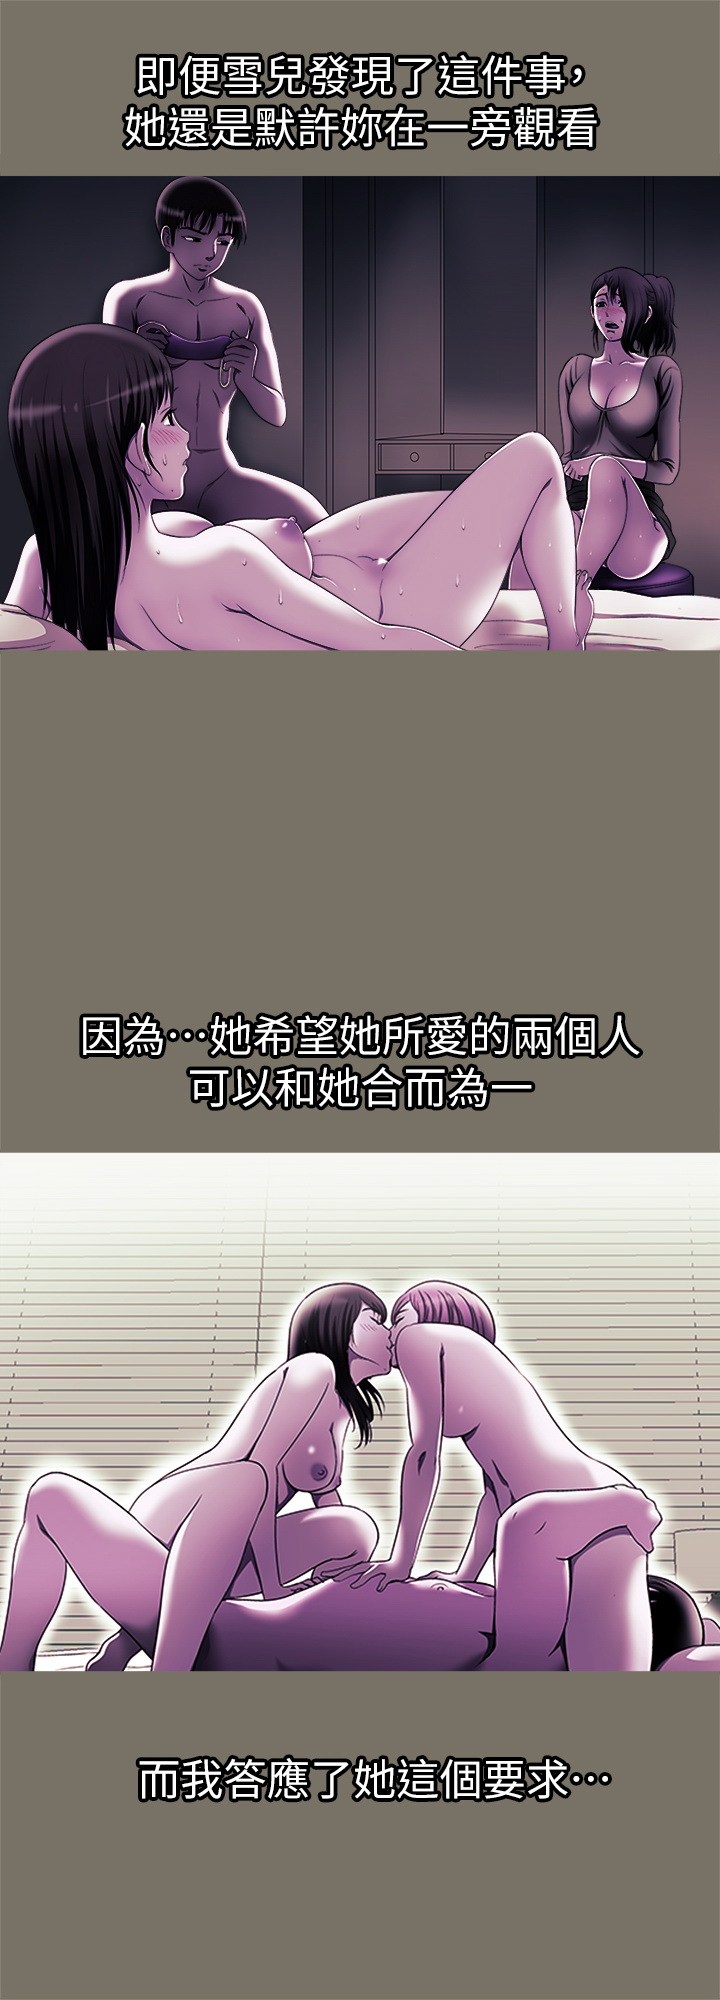 即便雪兒發現了這件事,
她還是默許妳在一旁觀看
因為⋯她希望她所愛的兩個人
可以和她合而為一
而我答應了她這個要求⋯